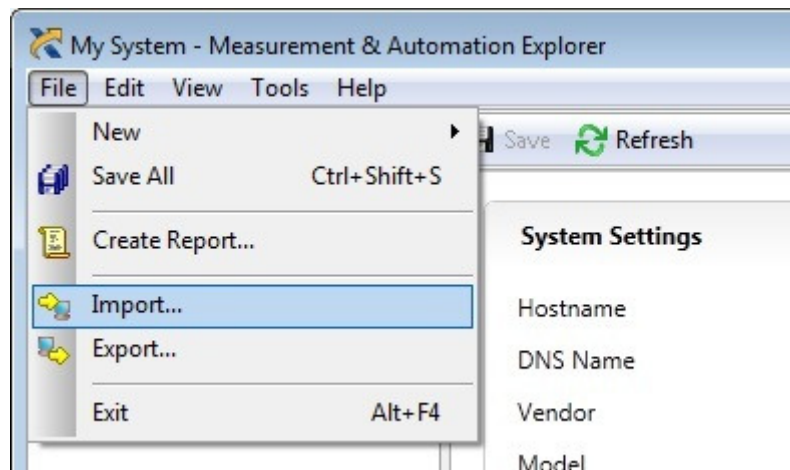 My System - Measurement & Automation Explorer
File Edit View Tools Help
New
Save Refresh
Save All Ctrl+Shift+S
Create Report...
System Settings
Import...
Hostname
Export...
DNS Name
Exit Alt+F4
Vendor
Model